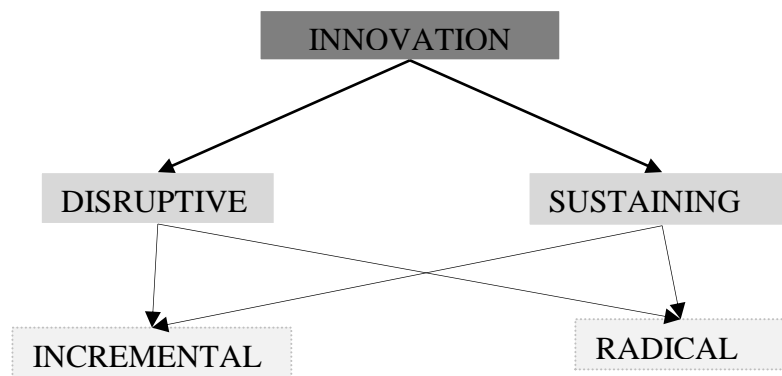 INNOVATION
DISRUPTIVE
SUSTAINING
INCREMENTAL
RADICAL